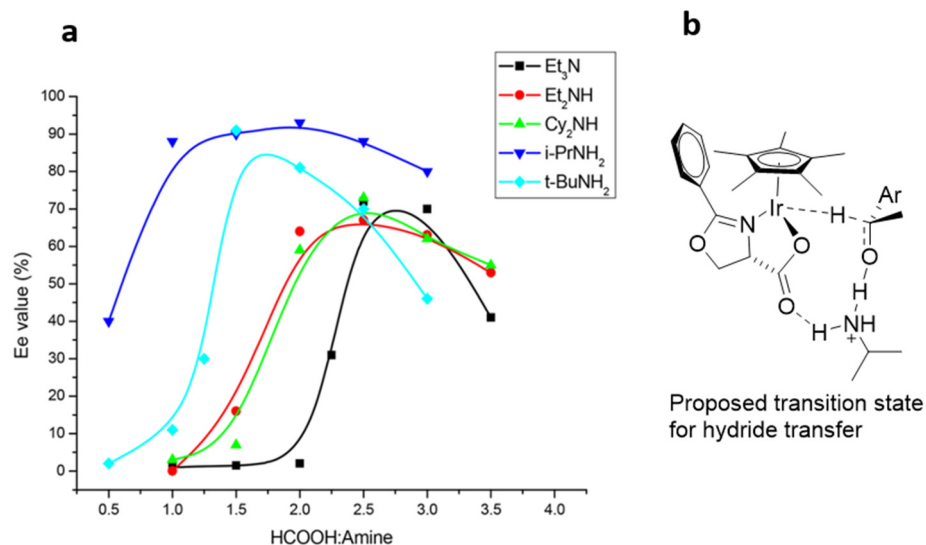 a
b
Et₃N
Et₂NH
Cy₂NH
i-PrNH₂
t-BuNH₂
100
90
80
70
60
50
40
30
20
10
0
Ee value (%)
0.5 1.0 1.5 2.0 2.5 3.0 3.5 4.0
HCOOH:Amine
Ar
Ir
H
N
O
O
O
H
O
H
NH
+
Proposed transition state
for hydride transfer